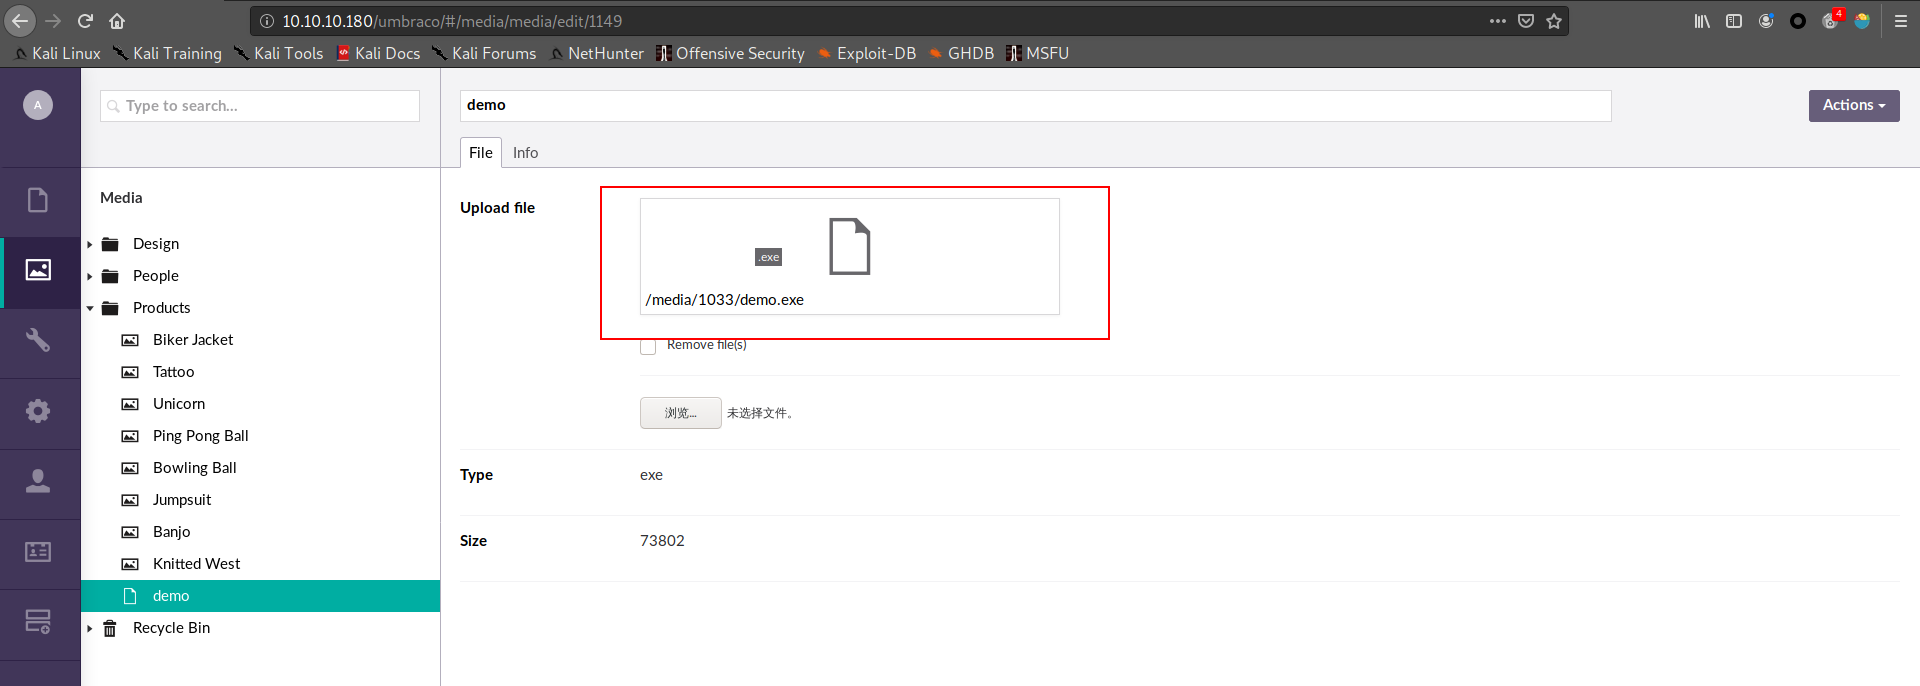 10.10.10.180/umbraco/#/media/media/edit/1149
4
Kali Linux Kali Training Kali Tools Kali Docs Kali Forums NetHunter Offensive Security Exploit-DB GHDB MSFU
A
Type to search...
demo
Actions
File Info
Media
Upload file
Design
.exe
People
/media/1033/demo.exe
Products
Biker Jacket
Remove file(s)
Tattoo
Unicorn
浏览... 未选择文件。
Ping Pong Ball
Bowling Ball
Type exe
Jumpsuit
Banjo
Size 73802
Knitted West
demo
Recycle Bin